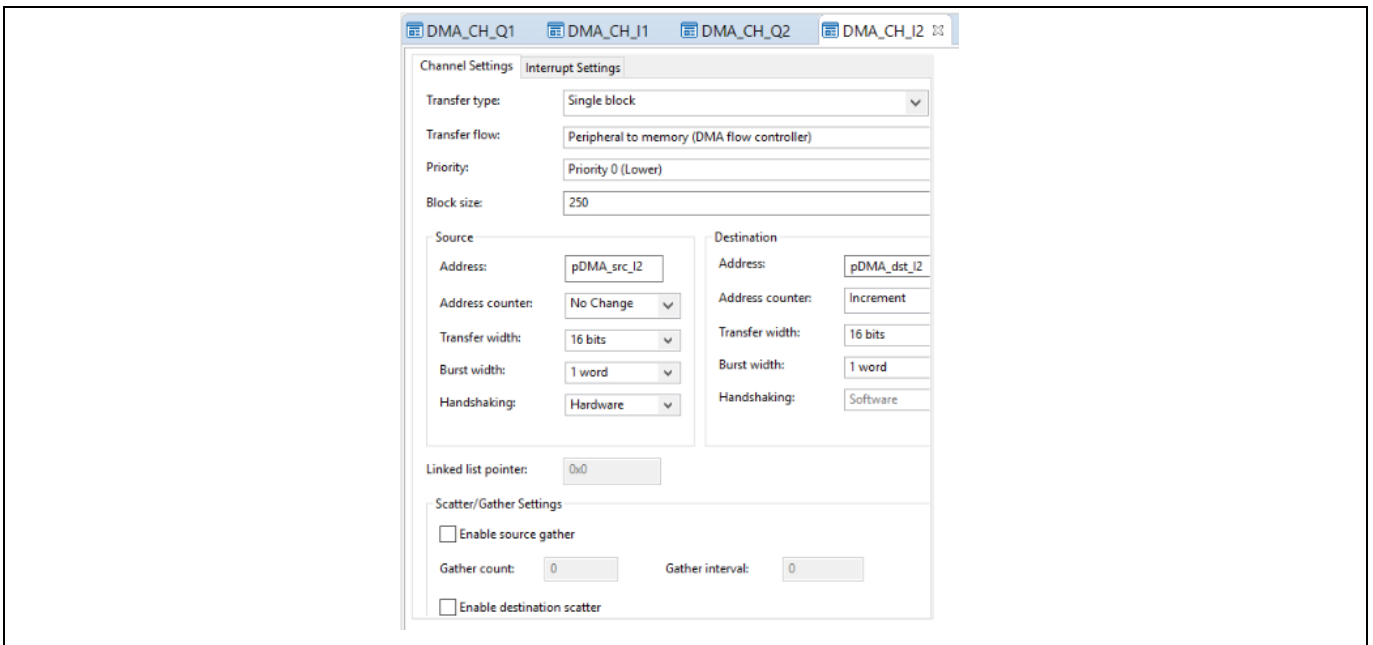 DMA_CH_Q1 DMA_CH_I1 DMA_CH_Q2 DMA_CH_I2
Channel Settings Interrupt Settings
Transfer type: Single block
Transfer flow: Peripheral to memory (DMA flow controller)
Priority: Priority 0 (Lower)
Block size: 250
Source
Address: pDMA_src_I2
Address counter: No Change
Transfer width: 16 bits
Burst width: 1 word
Handshaking: Hardware
Destination
Address: pDMA_dst_I2
Address counter: Increment
Transfer width: 16 bits
Burst width: 1 word
Handshaking: Software
Linked list pointer: 0x0
Scatter/Gather Settings
Enable source gather
Gather count: 0 Gather interval: 0
Enable destination scatter